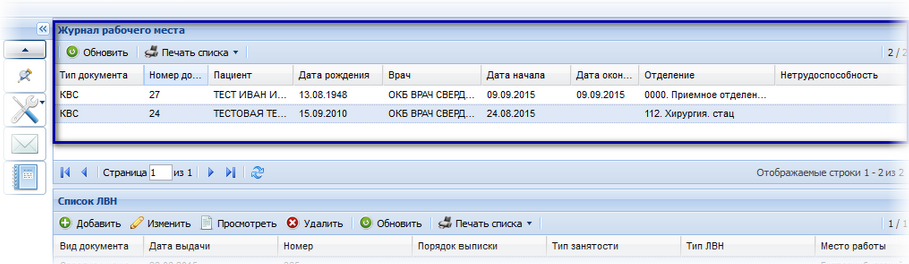 Журнал рабочего места
Обновить Печать списка 2 / 2
Тип документа Номер до... Пациент Дата рождения Врач Дата начала Дата окон... Отделение Нетрудоспособность
КВС 27 ТЕСТ ИВАН И... 13.08.1948 ОКБ ВРАЧ СВЕРД... 09.09.2015 09.09.2015 0000. Приемное отделен...
КВС 24 ТЕСТОВАЯ ТЕ... 15.09.2010 ОКБ ВРАЧ СВЕРД... 24.08.2015 112. Хирургия. стац
Страница 1 из 1 Отображаемые строки 1 - 2 из 2
Список ЛВН
Добавить Изменить Просмотреть Удалить Обновить Печать списка 1 / 1
Вид документа Дата выдачи Номер Порядок выписки Тип занятости Тип ЛВН Место работы